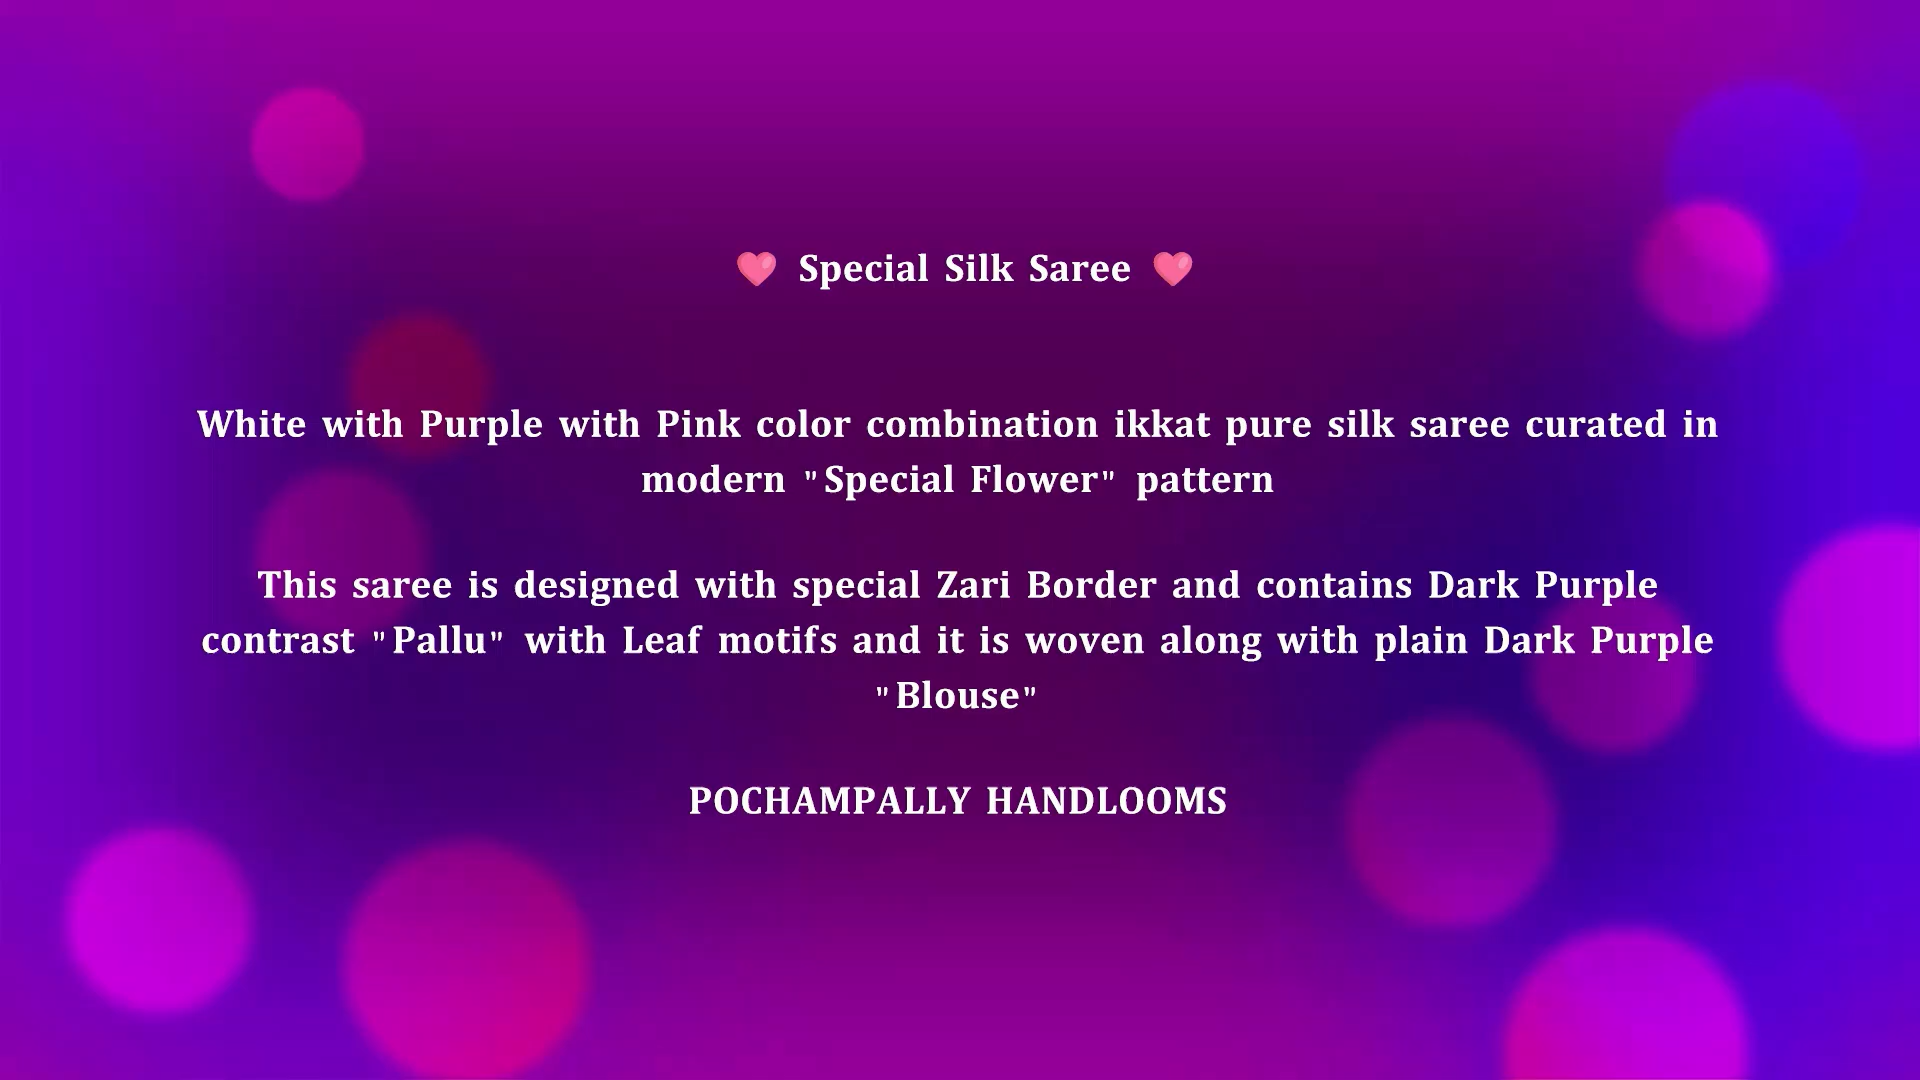 💗 Special Silk Saree 💗
White with Purple with Pink color combination ikkat pure silk saree curated in
modern "Special Flower" pattern
This saree is designed with special Zari Border and contains Dark Purple
contrast "Pallu" with Leaf motifs and it is woven along with plain Dark Purple
"Blouse"
POCHAMPALLY HANDLOOMS